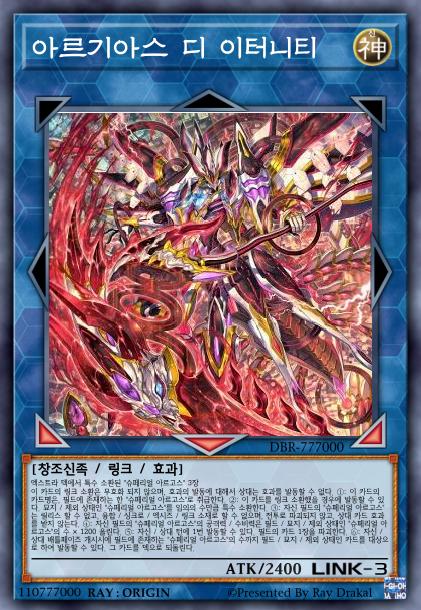 아르기아스 디 이터니티
신
神
DBR-777000
[창조신족 / 링크 / 효과]
엑스트라 덱에서 특수 소환된 "슈페리얼 아르고스" 3장
이 카드의 링크 소환은 무효화 되지 않으며, 효과의 발동에 대해서 상대는 효과를 발동할 수 없다. ①: 이 카드의
카드명은, 필드에 존재하는 한 "슈페리얼 아르고스"로 취급한다. ②: 이 카드를 링크 소환했을 경우에 발동할 수 있
다. 묘지 / 제외 상태인 "슈페리얼 아르고스"를 임의의 수만큼 특수 소환한다. ③: 자신 필드의 "슈페리얼 아르고스"
는 릴리스 할 수 없고, 융합 / 싱크로 / 엑시즈 / 링크 소재로 할 수 없으며, 전투로 파괴되지 않고, 상대 카드 효과
를 받지 않는다. ④: 자신 필드의 "슈페리얼 아르고스"의 공격력 / 수비력은 필드 / 묘지 / 제외 상태인 "슈페리얼 아
르고스"의 수 × 1200 올린다. ⑤: 자신 / 상대 턴에 1번 발동할 수 있다. 필드의 카드 1장을 파괴한다. ⑥: 자신 /
상대 배틀페이즈 개시시에 필드에 존재하는 "슈페리얼 아르고스"의 수까지 필드 / 묘지 / 제외 상태인 카드를 대상으
로 하여 발동할 수 있다. 그 카드를 덱으로 되돌린다.
ATK/2400 LINK-3
110777000 RAY : ORIGIN ©Presented By Ray Drakal